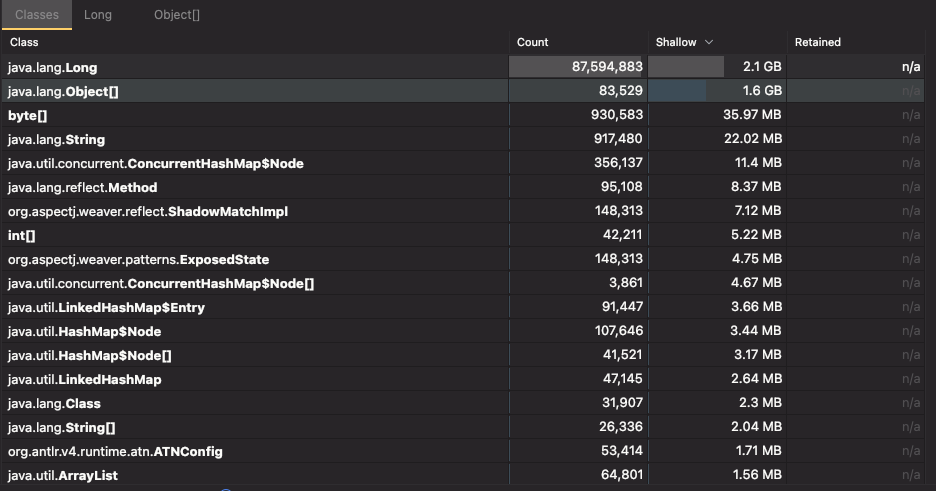 Classes Long Object[]
Class Count Shallow Retained
java.lang.Long 87,594,883 2.1 GB n/a
java.lang.Object[] 83,529 1.6 GB n/a
byte[] 930,583 35.97 MB n/a
java.lang.String 917,480 22.02 MB n/a
java.util.concurrent.ConcurrentHashMap$Node 356,137 11.4 MB n/a
java.lang.reflect.Method 95,108 8.37 MB n/a
org.aspectj.weaver.reflect.ShadowMatchImpl 148,313 7.12 MB n/a
int[] 42,211 5.22 MB n/a
org.aspectj.weaver.patterns.ExposedState 148,313 4.75 MB n/a
java.util.concurrent.ConcurrentHashMap$Node[] 3,861 4.67 MB n/a
java.util.LinkedHashMap$Entry 91,447 3.66 MB n/a
java.util.HashMap$Node 107,646 3.44 MB n/a
java.util.HashMap$Node[] 41,521 3.17 MB n/a
java.util.LinkedHashMap 47,145 2.64 MB n/a
java.lang.Class 31,907 2.3 MB n/a
java.lang.String[] 26,336 2.04 MB n/a
org.antlr.v4.runtime.atn.ATNConfig 53,414 1.71 MB n/a
java.util.ArrayList 64,801 1.56 MB n/a